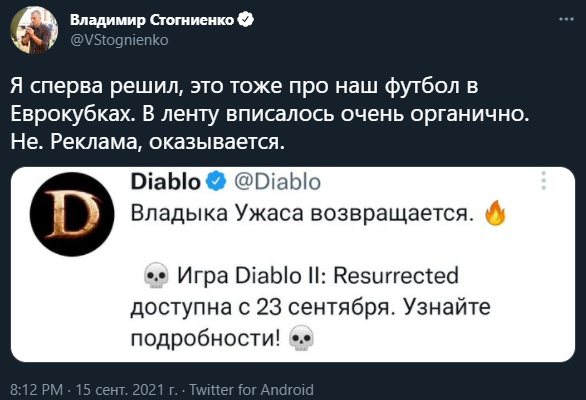 Владимир Стогниенко
@VStognienko
Я сперва решил, это тоже про наш футбол в
Еврокубках. В ленту вписалось очень органично.
Не. Реклама, оказывается.
D
Diablo @Diablo
Владыка Ужаса возвращается. 🔥
💀 Игра Diablo II: Resurrected
доступна с 23 сентября. Узнайте
подробности! 💀
8:12 PM · 15 сент. 2021 г. · Twitter for Android